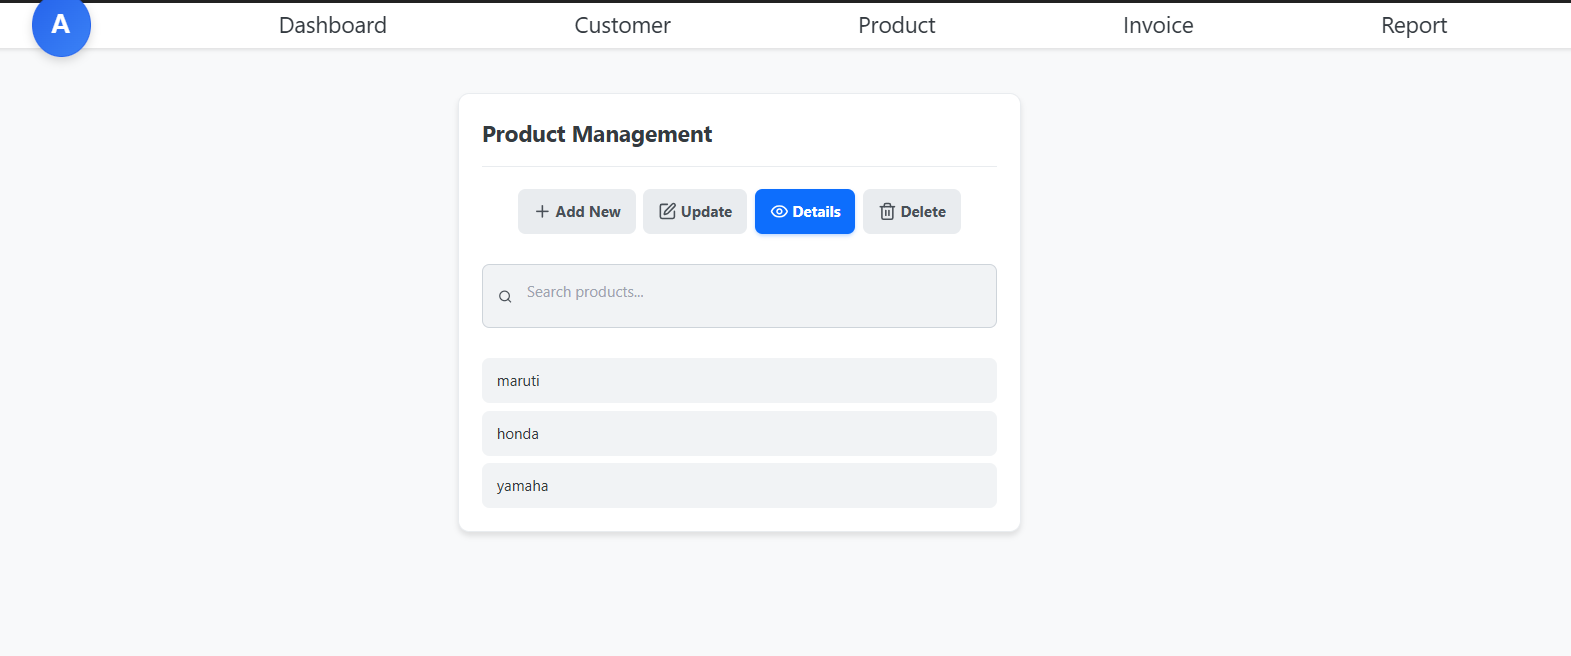 A Dashboard Customer Product Invoice Report
Product Management
Add New Update Details Delete
Search products...
maruti
honda
yamaha